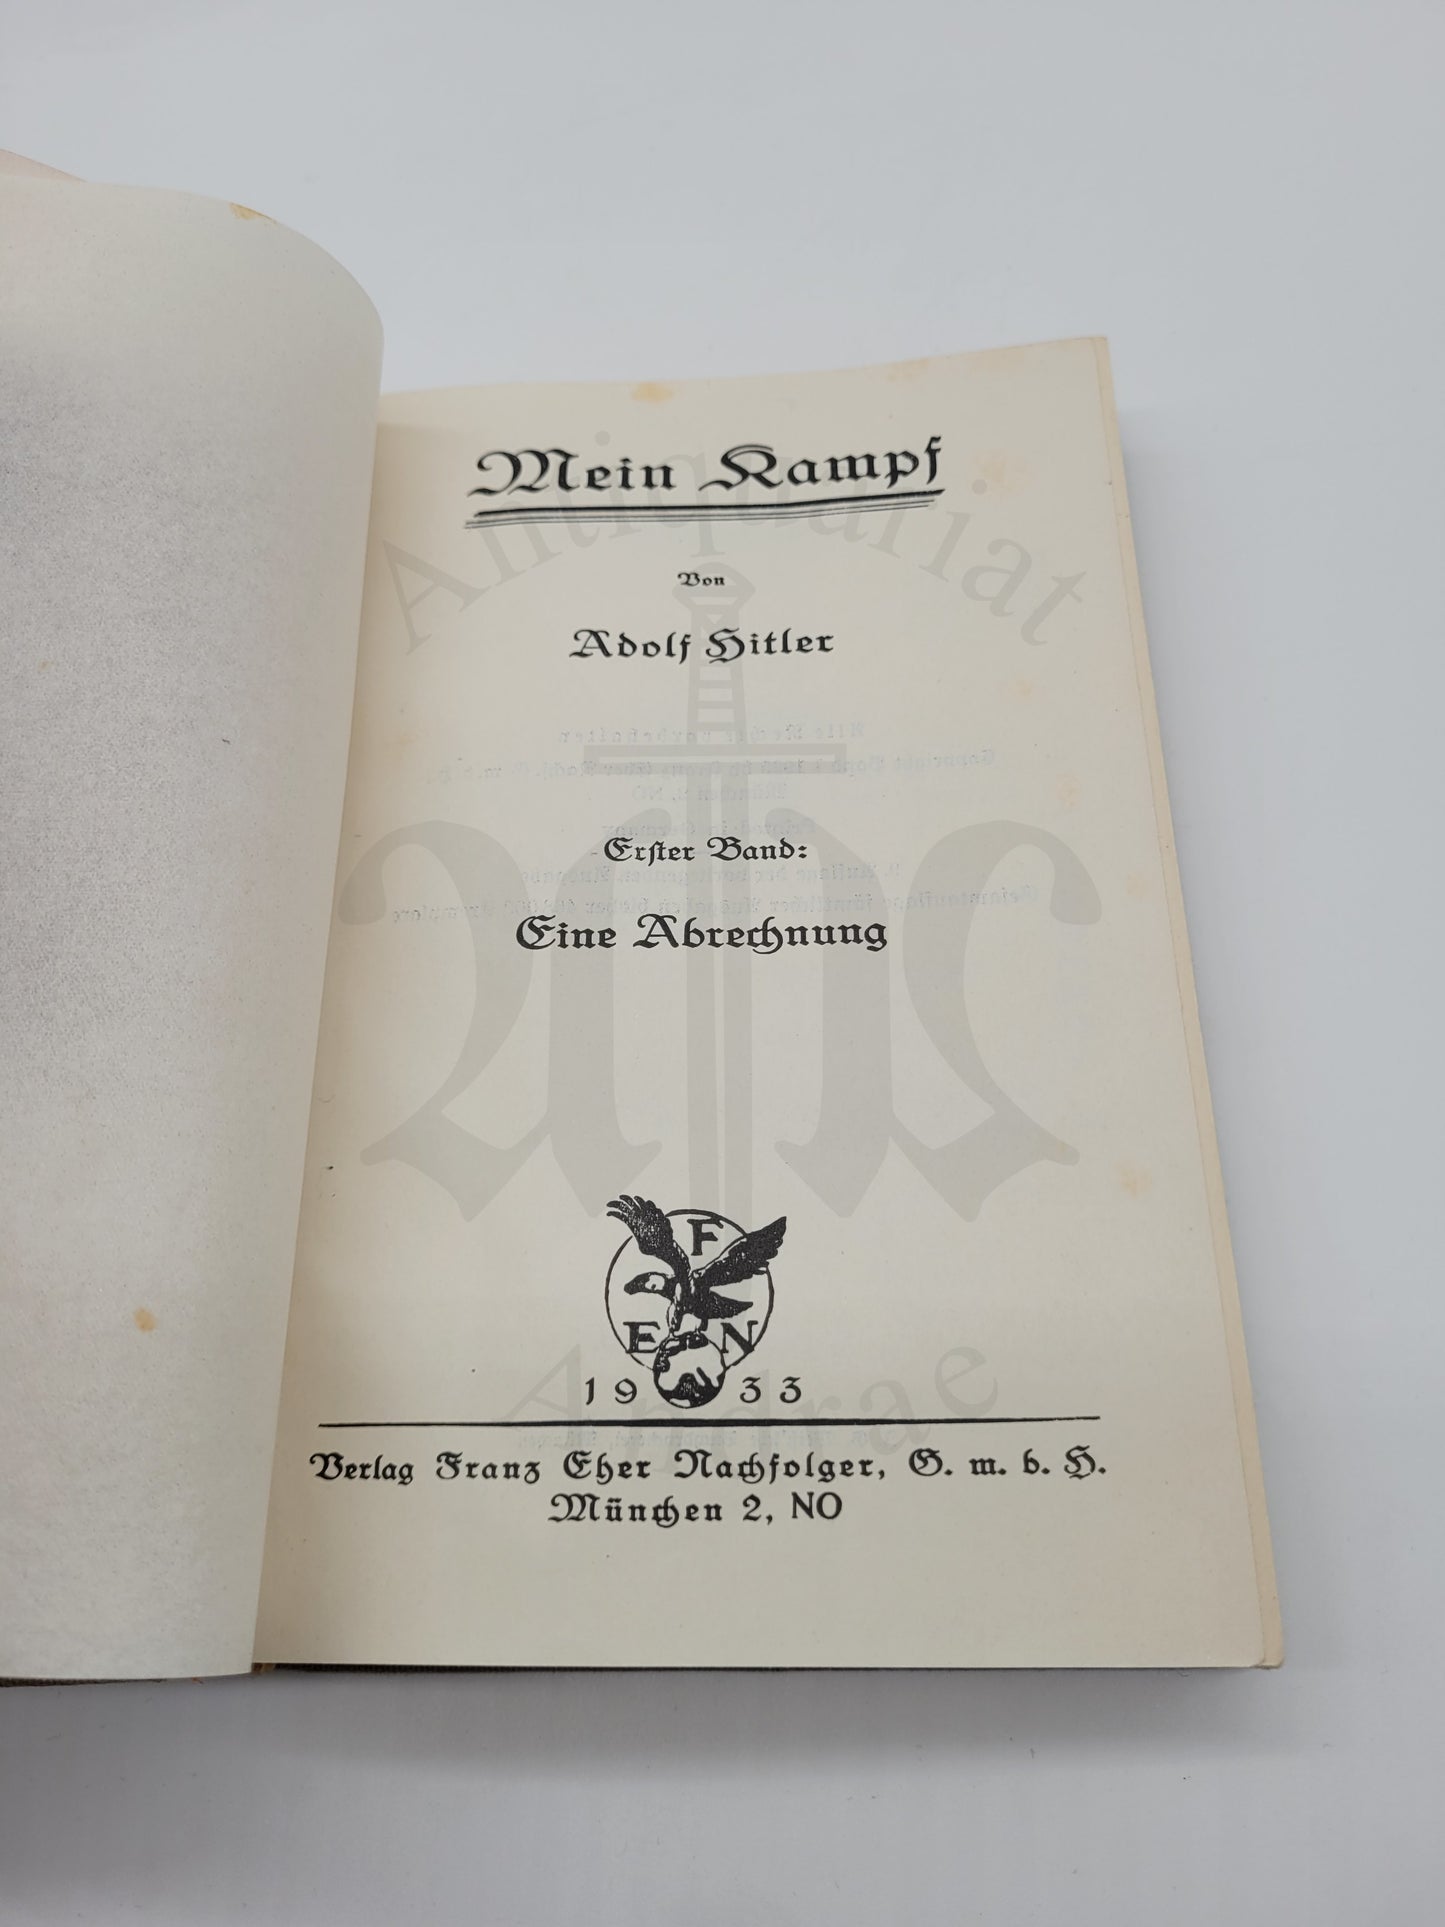 Mein Kampf
Von
Adolf Hitler
Erster Band:
Eine Abrechnung
F
E N
1933
Verlag Franz Eher Nachfolger, G. m. b. H.
München 2, NO
Antiquariat
Andrae